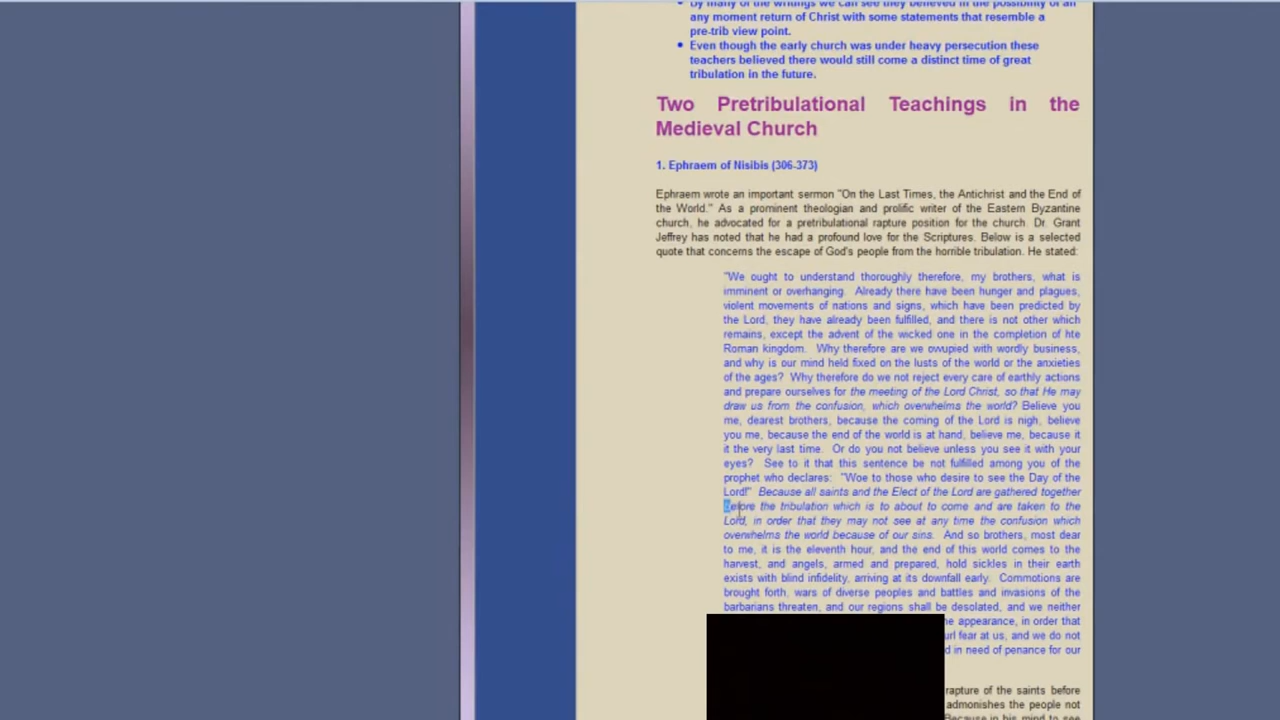 By many of the writings we can see they believed in the possibility of an
any moment return of Christ with some statements that resemble a
pre-trib view point.
Even though the early church was under heavy persecution these
teachers believed there would still come a distinct time of great
tribulation in the future.
Two Pretribulational Teachings in the
Medieval Church
1. Ephraem of Nisibis (306-373)
Ephraem wrote an important sermon "On the Last Times, the Antichrist and the End of
the World." As a prominent theologian and prolific writer of the Eastern Byzantine
church, he advocated for a pretribulational rapture position for the church. Dr. Grant
Jeffrey has noted that he had a profound love for the Scriptures. Below is a selected
quote that concerns the escape of God's people from the horrible tribulation. He stated:
"We ought to understand thoroughly therefore, my brothers, what is
imminent or overhanging. Already there have been hunger and plagues,
violent movements of nations and signs, which have been predicted by
the Lord, they have already been fulfilled, and there is not other which
remains, except the advent of the wicked one in the completion of hte
Roman kingdom. Why therefore are we owupied with wordly business,
and why is our mind held fixed on the lusts of the world or the anxieties
of the ages? Why therefore do we not reject every care of earthly actions
and prepare ourselves for the meeting of the Lord Christ, so that He may
draw us from the confusion, which overwhelms the world? Believe you
me, dearest brothers, because the coming of the Lord is nigh, believe
you me, because the end of the world is at hand, believe me, because it
it the very last time. Or do you not believe unless you see it with your
eyes? See to it that this sentence be not fulfilled among you of the
prophet who declares: "Woe to those who desire to see the Day of the
Lord!" Because all saints and the Elect of the Lord are gathered together
before the tribulation which is to about to come and are taken to the
Lord, in order that they may not see at any time the confusion which
overwhelms the world because of our sins. And so brothers, most dear
to me, it is the eleventh hour, and the end of this world comes to the
harvest, and angels, armed and prepared, hold sickles in their earth
exists with blind infidelity, arriving at its downfall early. Commotions are
brought forth, wars of diverse peoples and battles and invasions of the
barbarians threaten, and our regions shall be desolated, and we neither
appearance, in order that
fear at us, and we do not
in need of penance for our
rapture of the saints before
admonishes the people not
Because in his mind to see